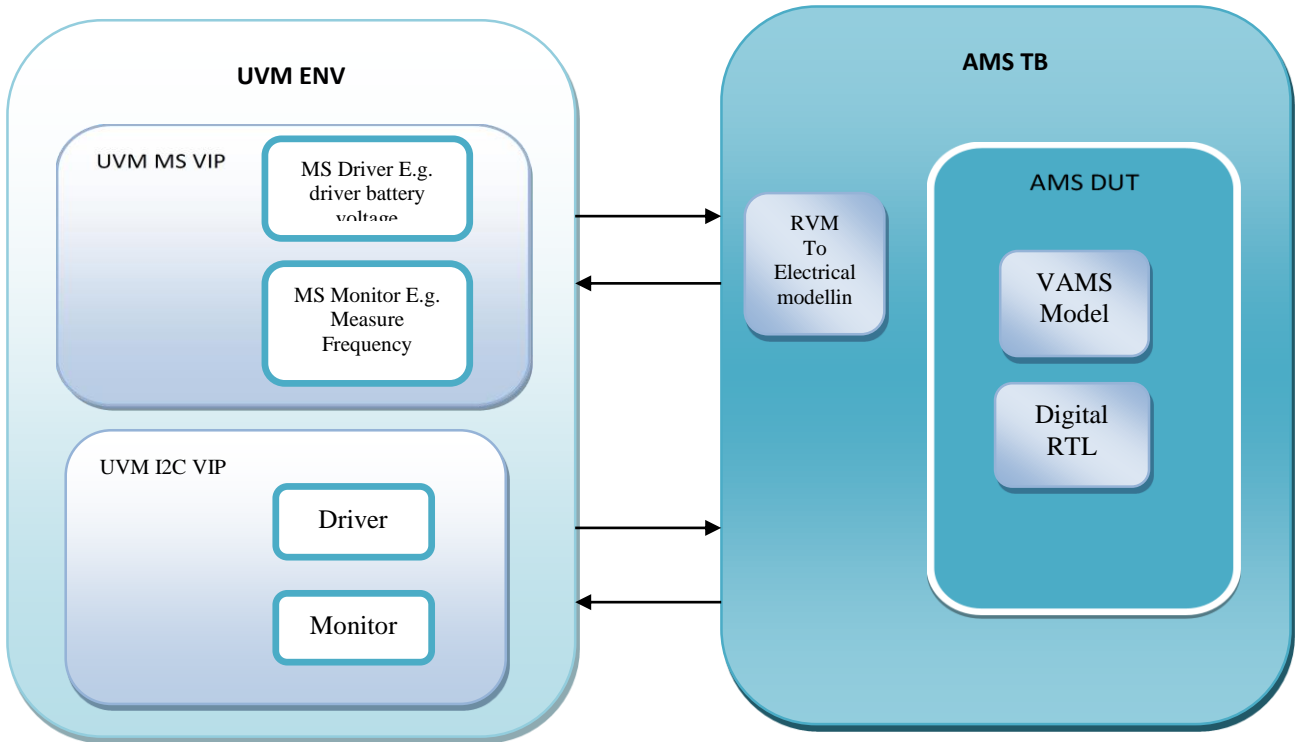 UVM ENV
UVM MS VIP
MS Driver E.g.
driver battery
voltage
MS Monitor E.g.
Measure
Frequency
UVM I2C VIP
Driver
Monitor
AMS TB
RVM
To
Electrical
modellin
AMS DUT
VAMS
Model
Digital
RTL